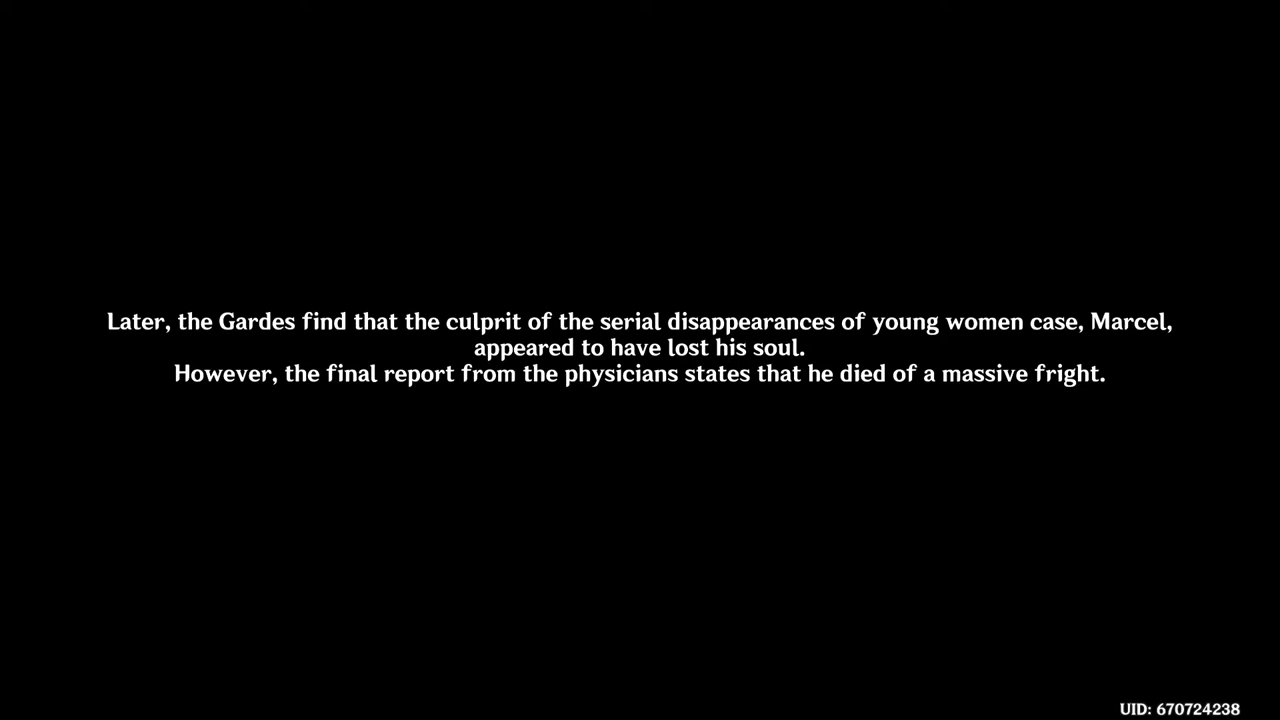 Later, the Gardes find that the culprit of the serial disappearances of young women case, Marcel,
appeared to have lost his soul.
However, the final report from the physicians states that he died of a massive fright.
UID: 670724238